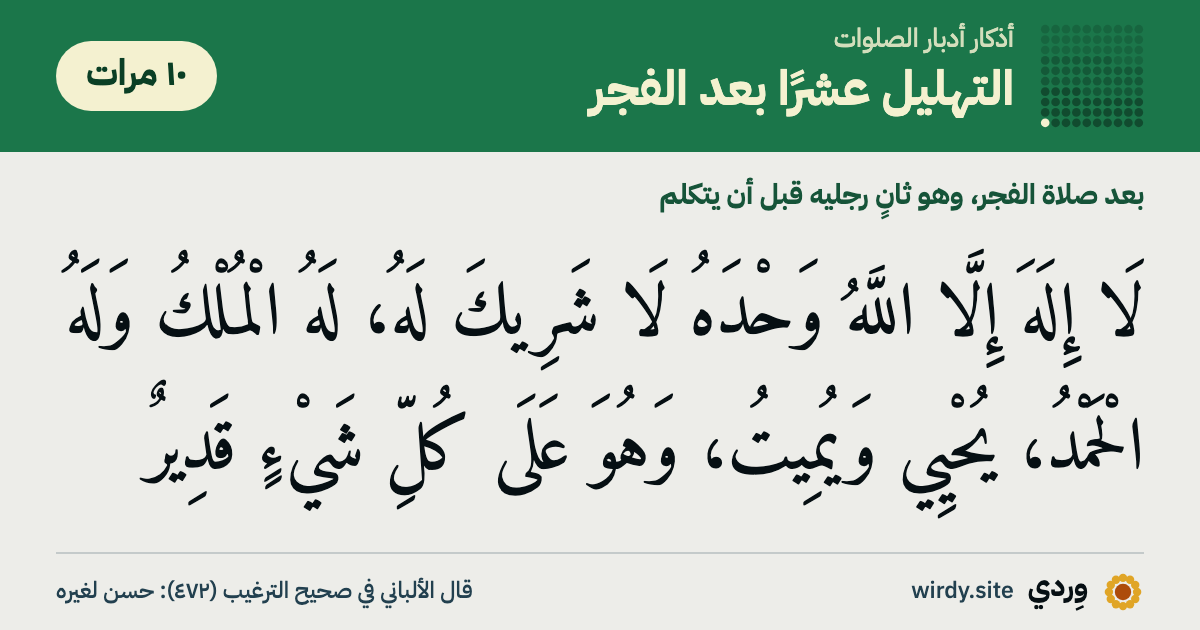 أذكار أدبار الصلوات
التهليل عشرًا بعد الفجر
١٠ مرات
بعد صلاة الفجر، وهو ثانٍ رجليه قبل أن يتكلم
لَا إِلَهَ إِلَّا اللَّهُ وَحْدَهُ لَا شَرِيكَ لَهُ، لَهُ الْمُلْكُ وَلَهُ
الْحَمْدُ، يُحْيِي وَيُمِيتُ، وَهُوَ عَلَى كُلِّ شَيْءٍ قَدِيرٌ
وِردي wirdy.site
قال الألباني في صحيح الترغيب (٤٧٢): حسن لغيره